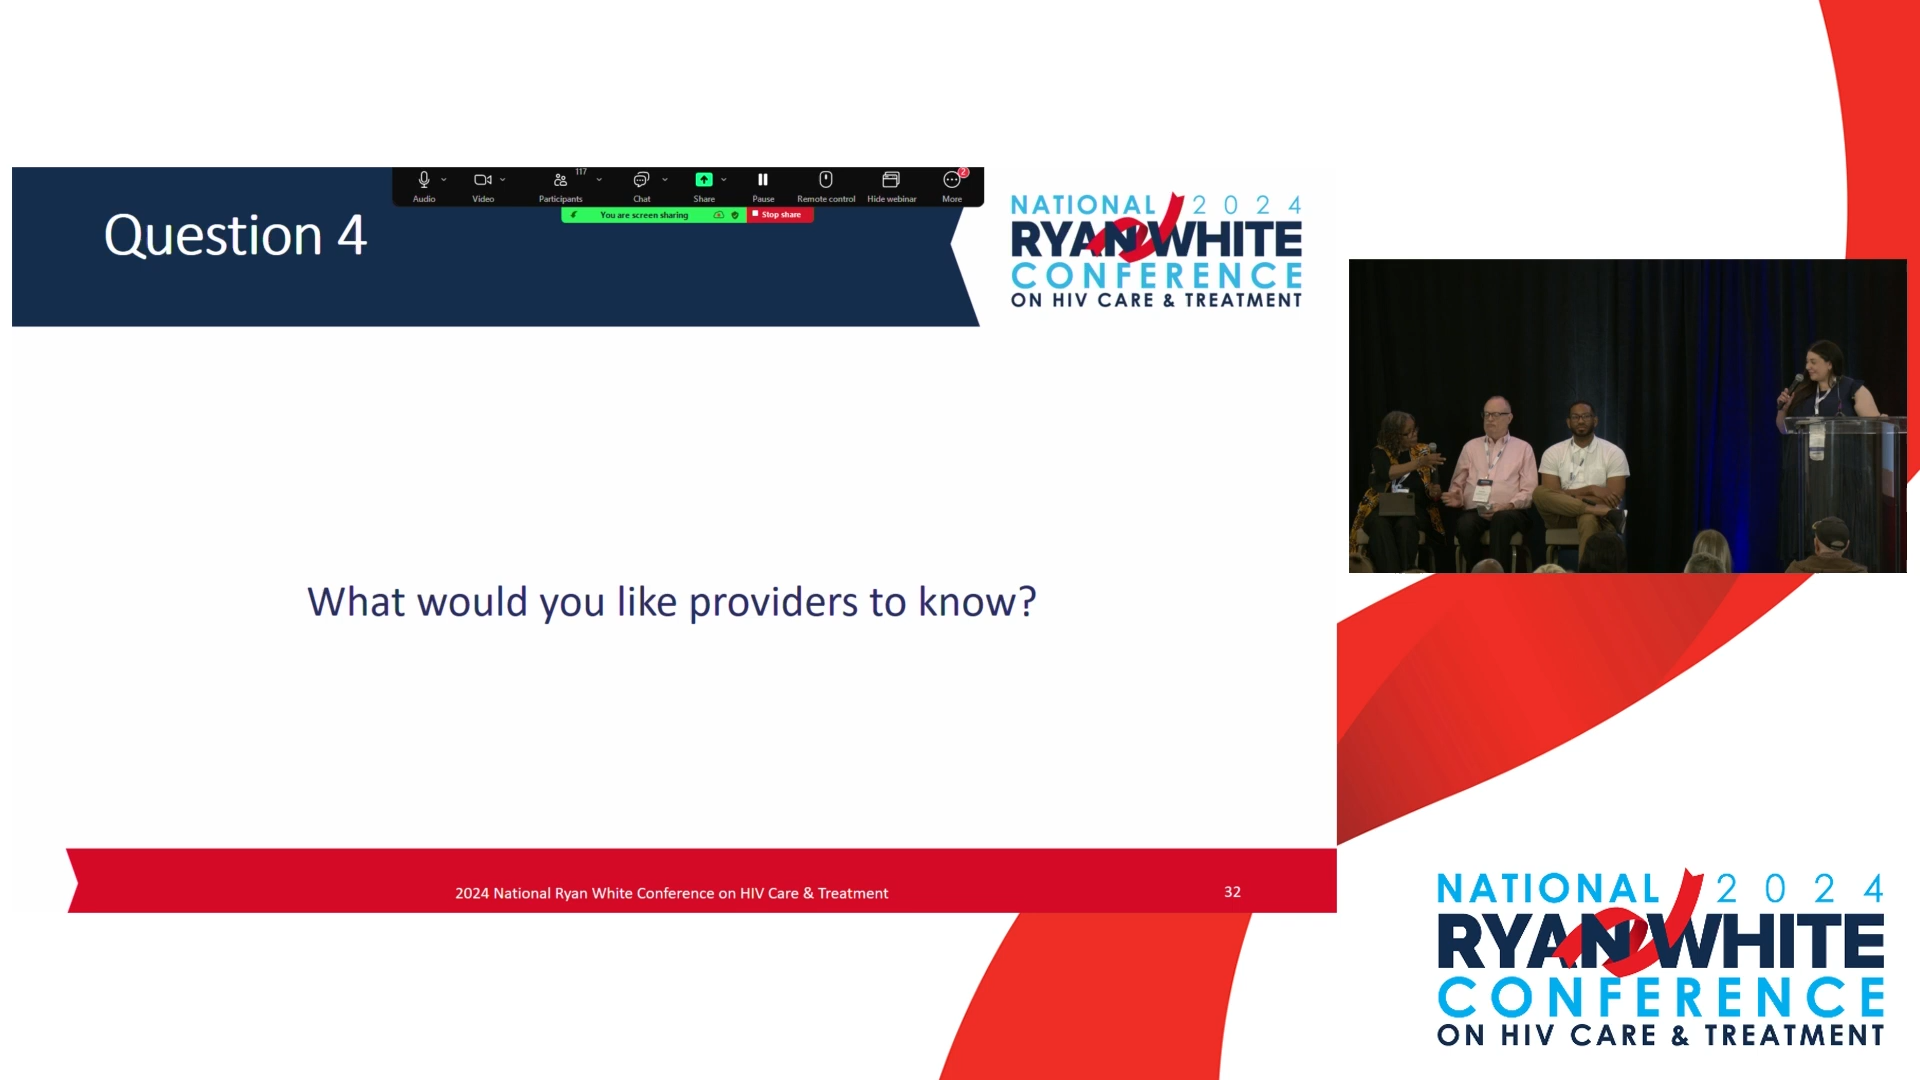 117
2
Audio
Video
Participants
Chat
Share
Pause
Remote control
Hide webinar
More
You are screen sharing
Stop share
Question 4
NATIONAL 2024
RYAN WHITE
CONFERENCE
ON HIV CARE & TREATMENT
What would you like providers to know?
2024 National Ryan White Conference on HIV Care & Treatment
32
NATIONAL 2024
RYAN WHITE
CONFERENCE
ON HIV CARE & TREATMENT